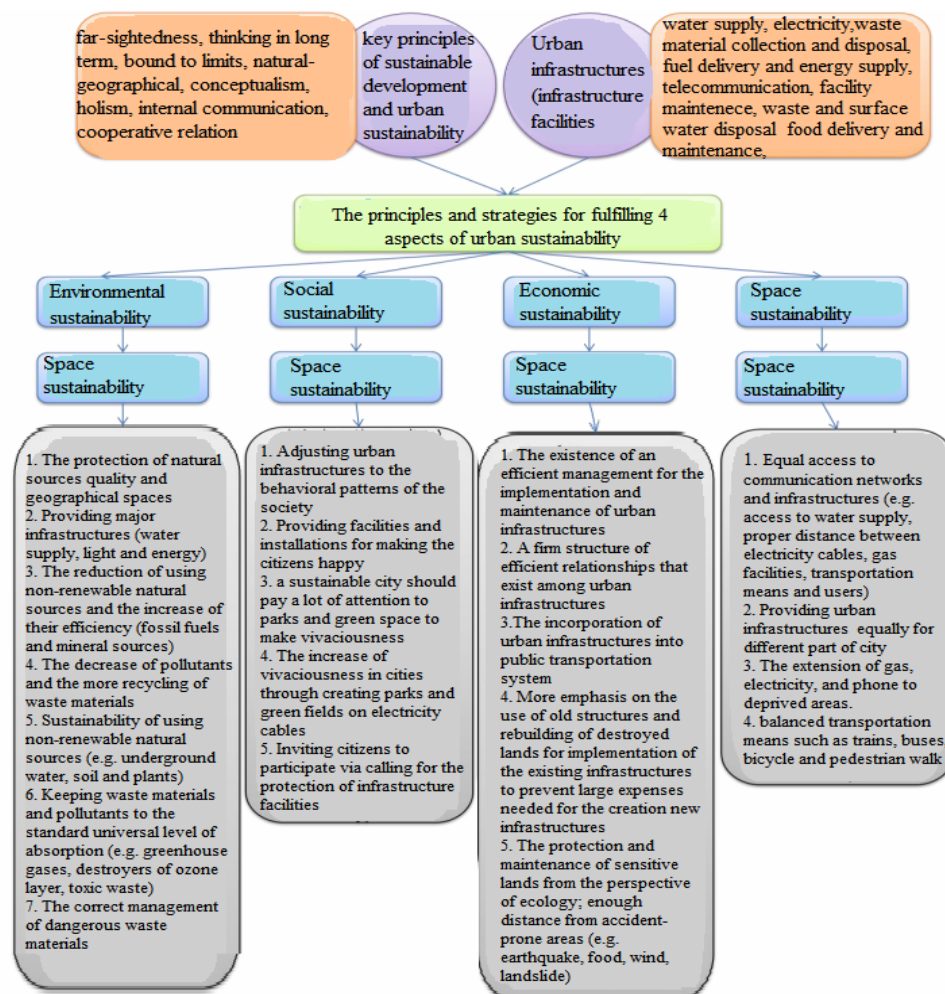 far-sightedness, thinking in long
term, bound to limits, natural-
geographical, conceptualism,
holism, internal communication,
cooperative relation
key principles
of sustainable
development
and urban
sustainability
Urban
infrastructures
(infrastructure
facilities
water supply, electricity,waste
material collection and disposal,
fuel delivery and energy supply,
telecommunication, facility
maintenece, waste and surface
water disposal food delivery and
maintenance,
The principles and strategies for fulfilling 4
aspects of urban sustainability
Environmental
sustainability
Social
sustainability
Economic
sustainability
Space
sustainability
Space
sustainability
Space
sustainability
Space
sustainability
Space
sustainability
1. The protection of natural
sources quality and
geographical spaces
2. Providing major
infrastructures (water
supply, light and energy)
3. The reduction of using
non-renewable natural
sources and the increase of
their efficiency (fossil fuels
and mineral sources)
4. The decrease of pollutants
and the more recycling of
waste materials
5. Sustainability of using
non-renewable natural
sources (e.g. underground
water, soil and plants)
6. Keeping waste materials
and pollutants to the
standard universal level of
absorption (e.g. greenhouse
gases, destroyers of ozone
layer, toxic waste)
7. The correct management
of dangerous waste
materials
1. Adjusting urban
infrastructures to the
behavioral patterns of the
society
2. Providing facilities and
installations for making the
citizens happy
3. a sustainable city should
pay a lot of attention to
parks and green space to
make vivaciousness
4. The increase of
vivaciousness in cities
through creating parks and
green fields on electricity
cables
5. Inviting citizens to
participate via calling for the
protection of infrastructure
facilities
1. The existence of an
efficient management for the
implementation and
maintenance of urban
infrastructures
2. A firm structure of
efficient relationships that
exist among urban
infrastructures
3.The incorporation of
urban infrastructures into
public transportation
system
4. More emphasis on the
use of old structures and
rebuilding of destroyed
lands for implementation of
the existing infrastructures
to prevent large expenses
needed for the creation new
infrastructures
5. The protection and
maintenance of sensitive
lands from the perspective
of ecology; enough
distance from accident-
prone areas (e.g.
earthquake, food, wind,
landslide)
1. Equal access to
communication networks
and infrastructures (e.g.
access to water supply,
proper distance between
electricity cables, gas
facilities, transportation
means and users)
2. Providing urban
infrastructures equally for
different part of city
3. The extension of gas,
electricity, and phone to
deprived areas.
4. balanced transportation
means such as trains, buses,
bicycle and pedestrian walk